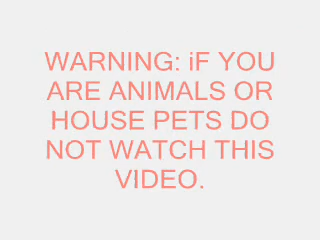 WARNING: iF YOU
ARE ANIMALS OR
HOUSE PETS DO
NOT WATCH THIS
VIDEO.